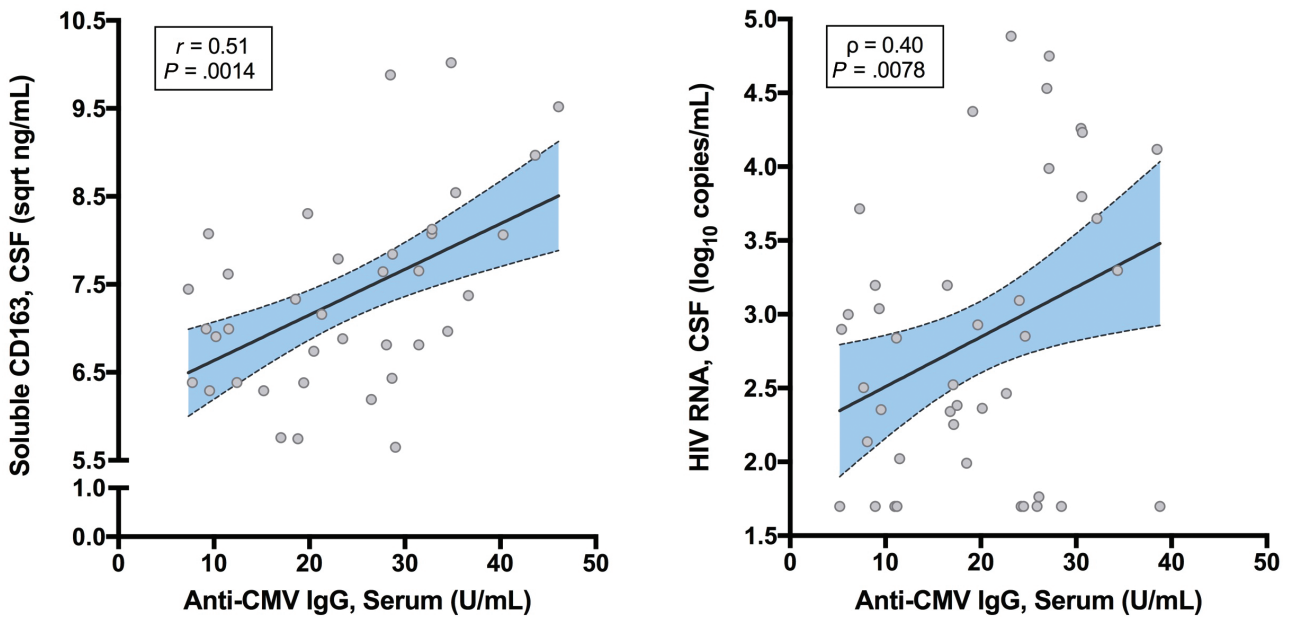 Soluble CD163, CSF (sqrt ng/mL)
10.5
9.5
8.5
7.5
6.5
5.5
1.0
0.0
r = 0.51
P = .0014
0 10 20 30 40 50
Anti-CMV IgG, Serum (U/mL)
HIV RNA, CSF (log10 copies/mL)
5.0
4.5
4.0
3.5
3.0
2.5
2.0
1.5
ρ = 0.40
P = .0078
0 10 20 30 40 50
Anti-CMV IgG, Serum (U/mL)